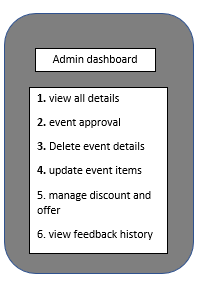 Admin dashboard
1. view all details
2. event approval
3. Delete event details
4. update event items
5. manage discount and
offer
6. view feedback history